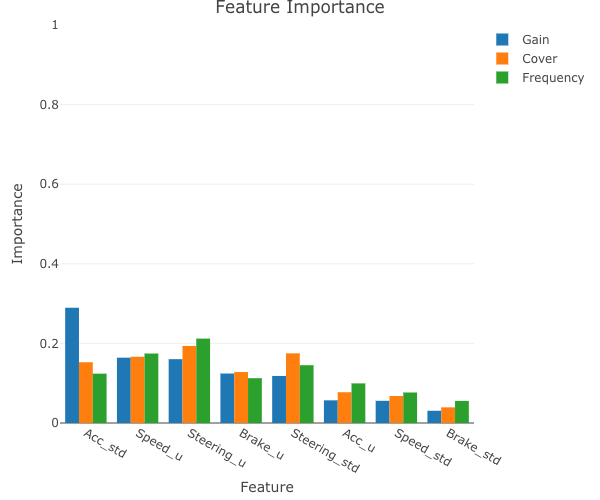 Feature Importance
1
0.8
0.6
0.4
0.2
0
Importance
Acc_std
Speed_u
Steering_u
Brake_u
Steering_std
Acc_u
Speed_std
Brake_std
Feature
Gain
Cover
Frequency